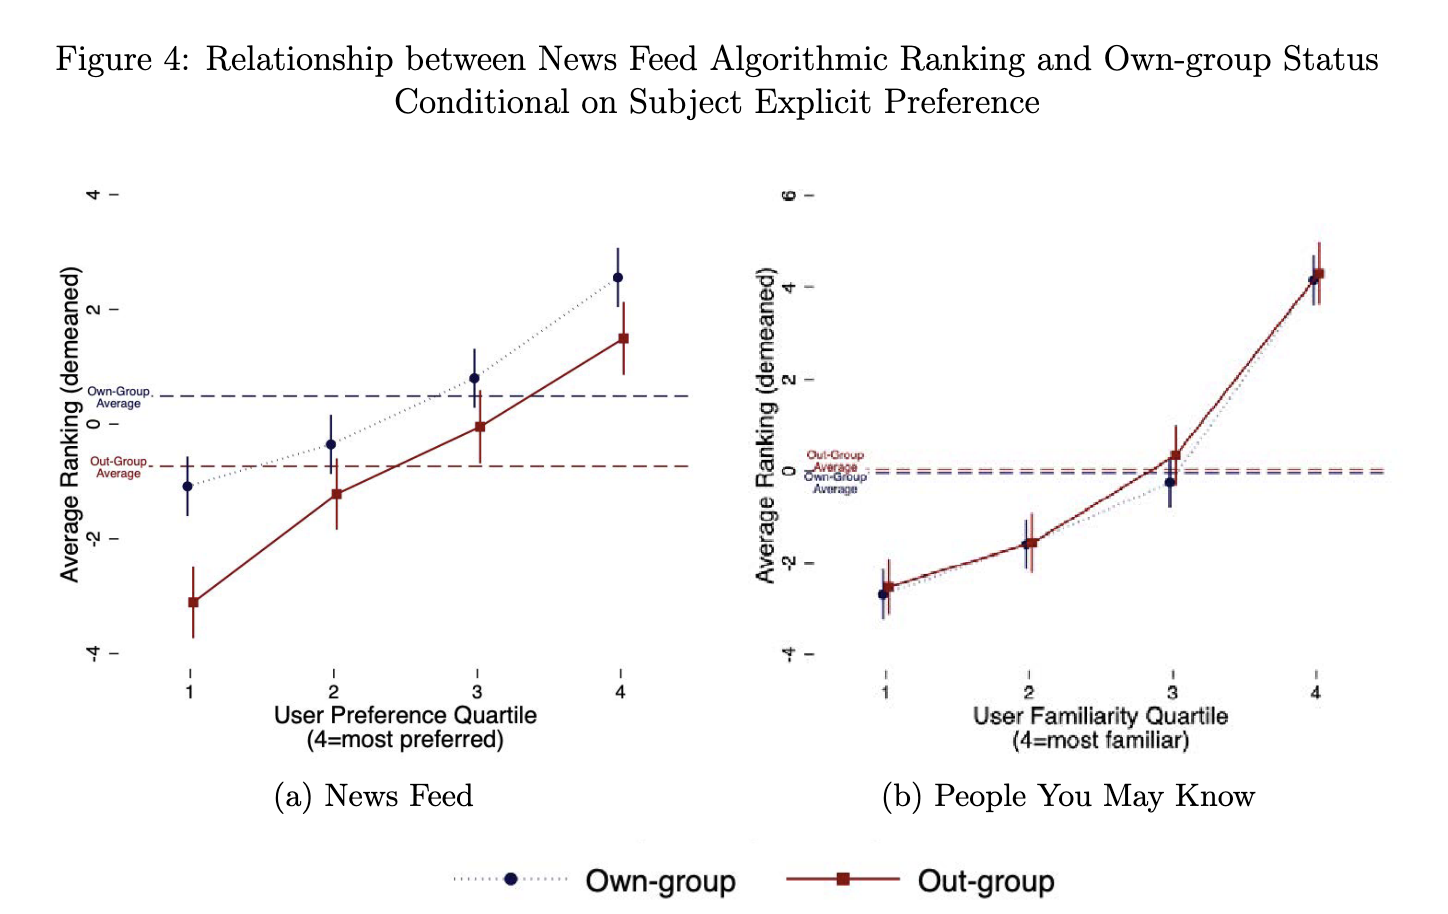 Figure 4: Relationship between News Feed Algorithmic Ranking and Own-group Status
Conditional on Subject Explicit Preference
Average Ranking (demeaned)
4
2
0
-2
-4
Own-Group
Average
Out-Group
Average
1 2 3 4
User Preference Quartile
(4=most preferred)
(a) News Feed
Average Ranking (demeaned)
6
4
2
0
-2
-4
Out-Group
Average
Own-Group
Average
1 2 3 4
User Familiarity Quartile
(4=most familiar)
(b) People You May Know
Own-group Out-group